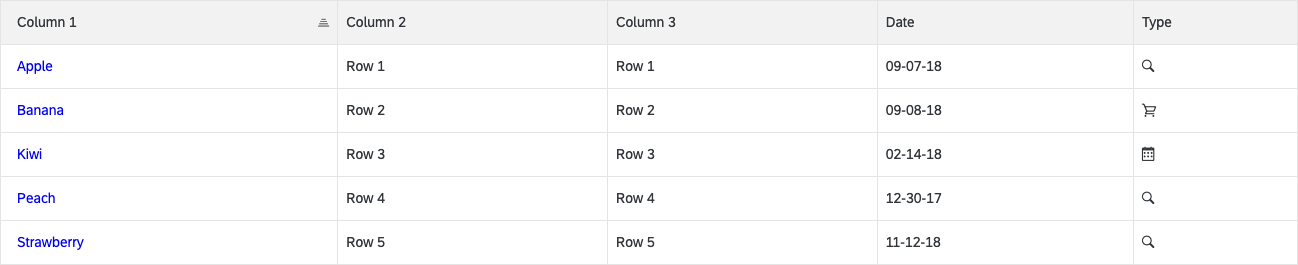 Column 1 Column 2 Column 3 Date Type
Apple Row 1 Row 1 09-07-18
Banana Row 2 Row 2 09-08-18
Kiwi Row 3 Row 3 02-14-18
Peach Row 4 Row 4 12-30-17
Strawberry Row 5 Row 5 11-12-18